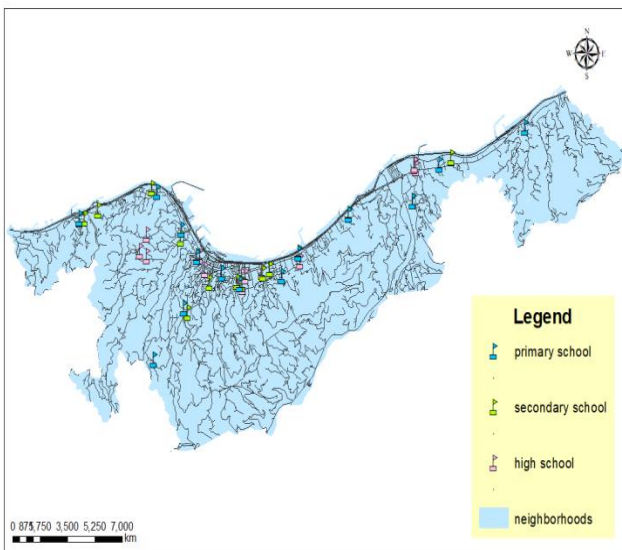 N
W E
S
Legend
primary school
secondary school
high school
neighborhoods
0 875 1,750 3,500 5,250 7,000
km